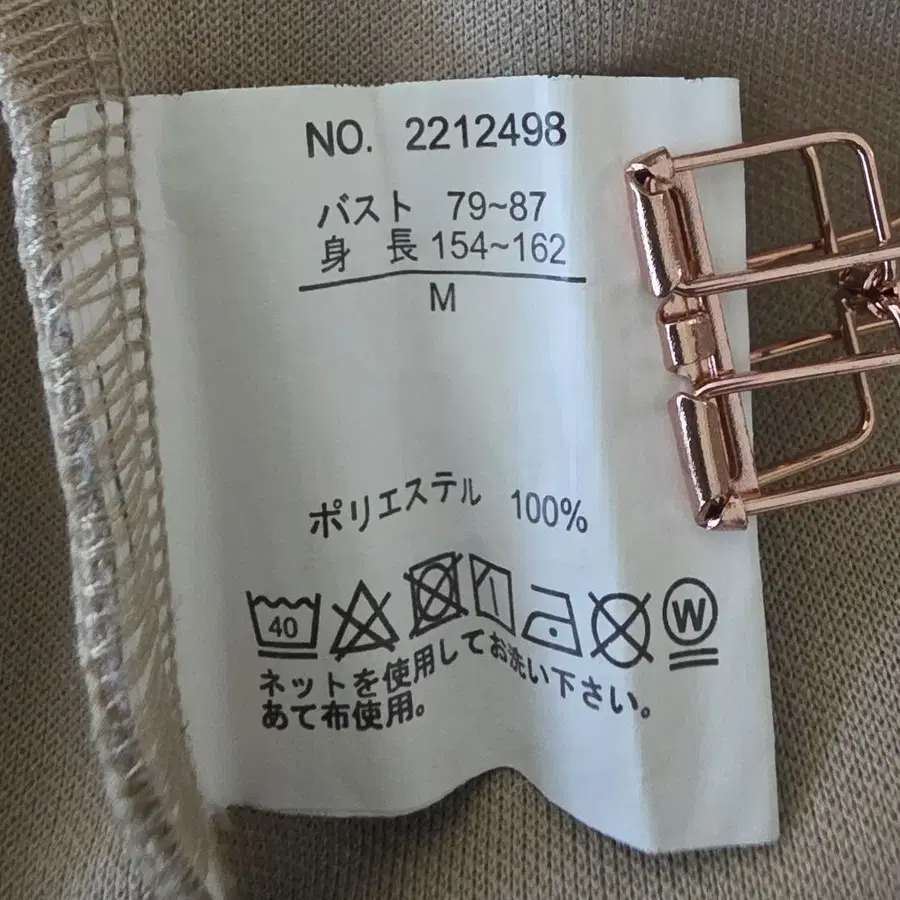 NO. 2212498
バスト 79~87
身 長 154~162
M
ポリエステル 100%
40
W
ネットを使用してお洗い下さい。
あて布使用。